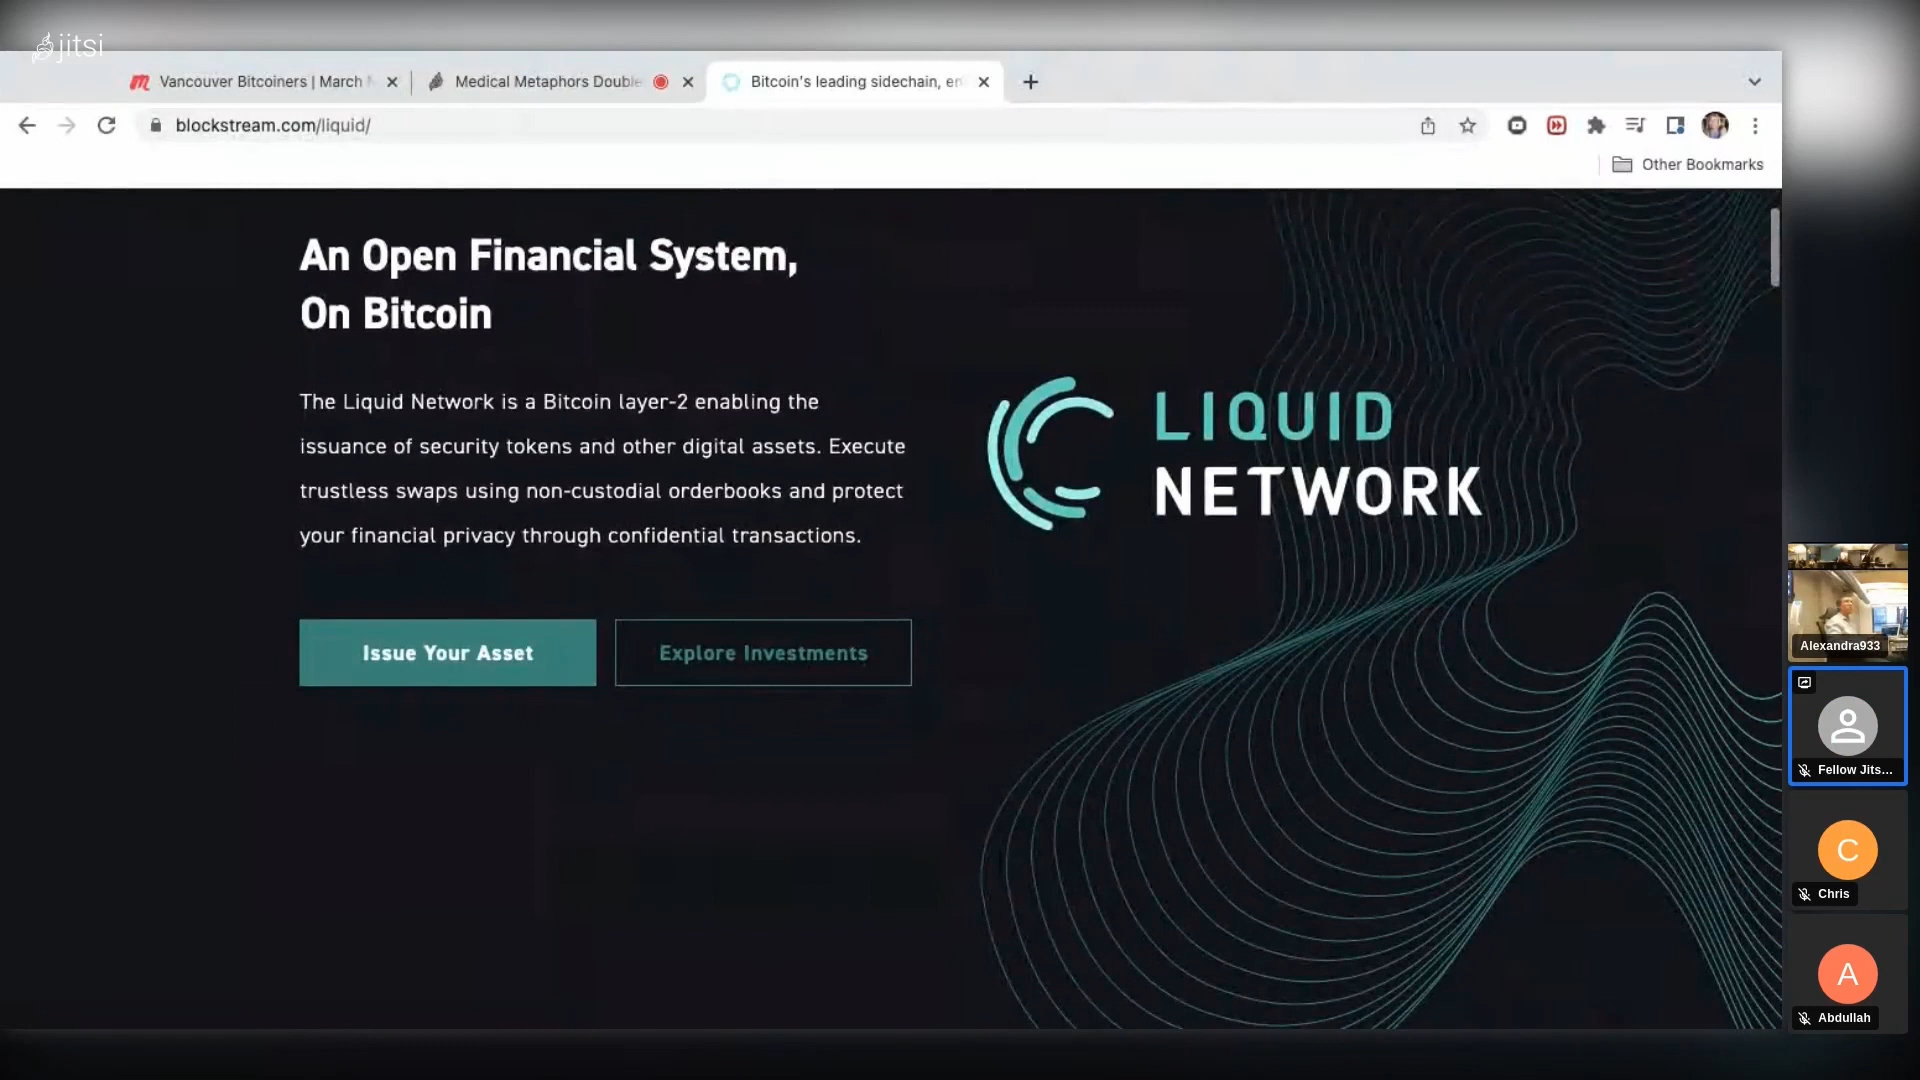 jitsi
Vancouver Bitcoiners | March
Medical Metaphors Double
Bitcoin's leading sidechain, en
blockstream.com/liquid/
Other Bookmarks
An Open Financial System,
On Bitcoin
The Liquid Network is a Bitcoin layer-2 enabling the
issuance of security tokens and other digital assets. Execute
trustless swaps using non-custodial orderbooks and protect
your financial privacy through confidential transactions.
Issue Your Asset
Explore Investments
LIQUID
NETWORK
Alexandra933
Fellow Jits...
C
Chris
A
Abdullah